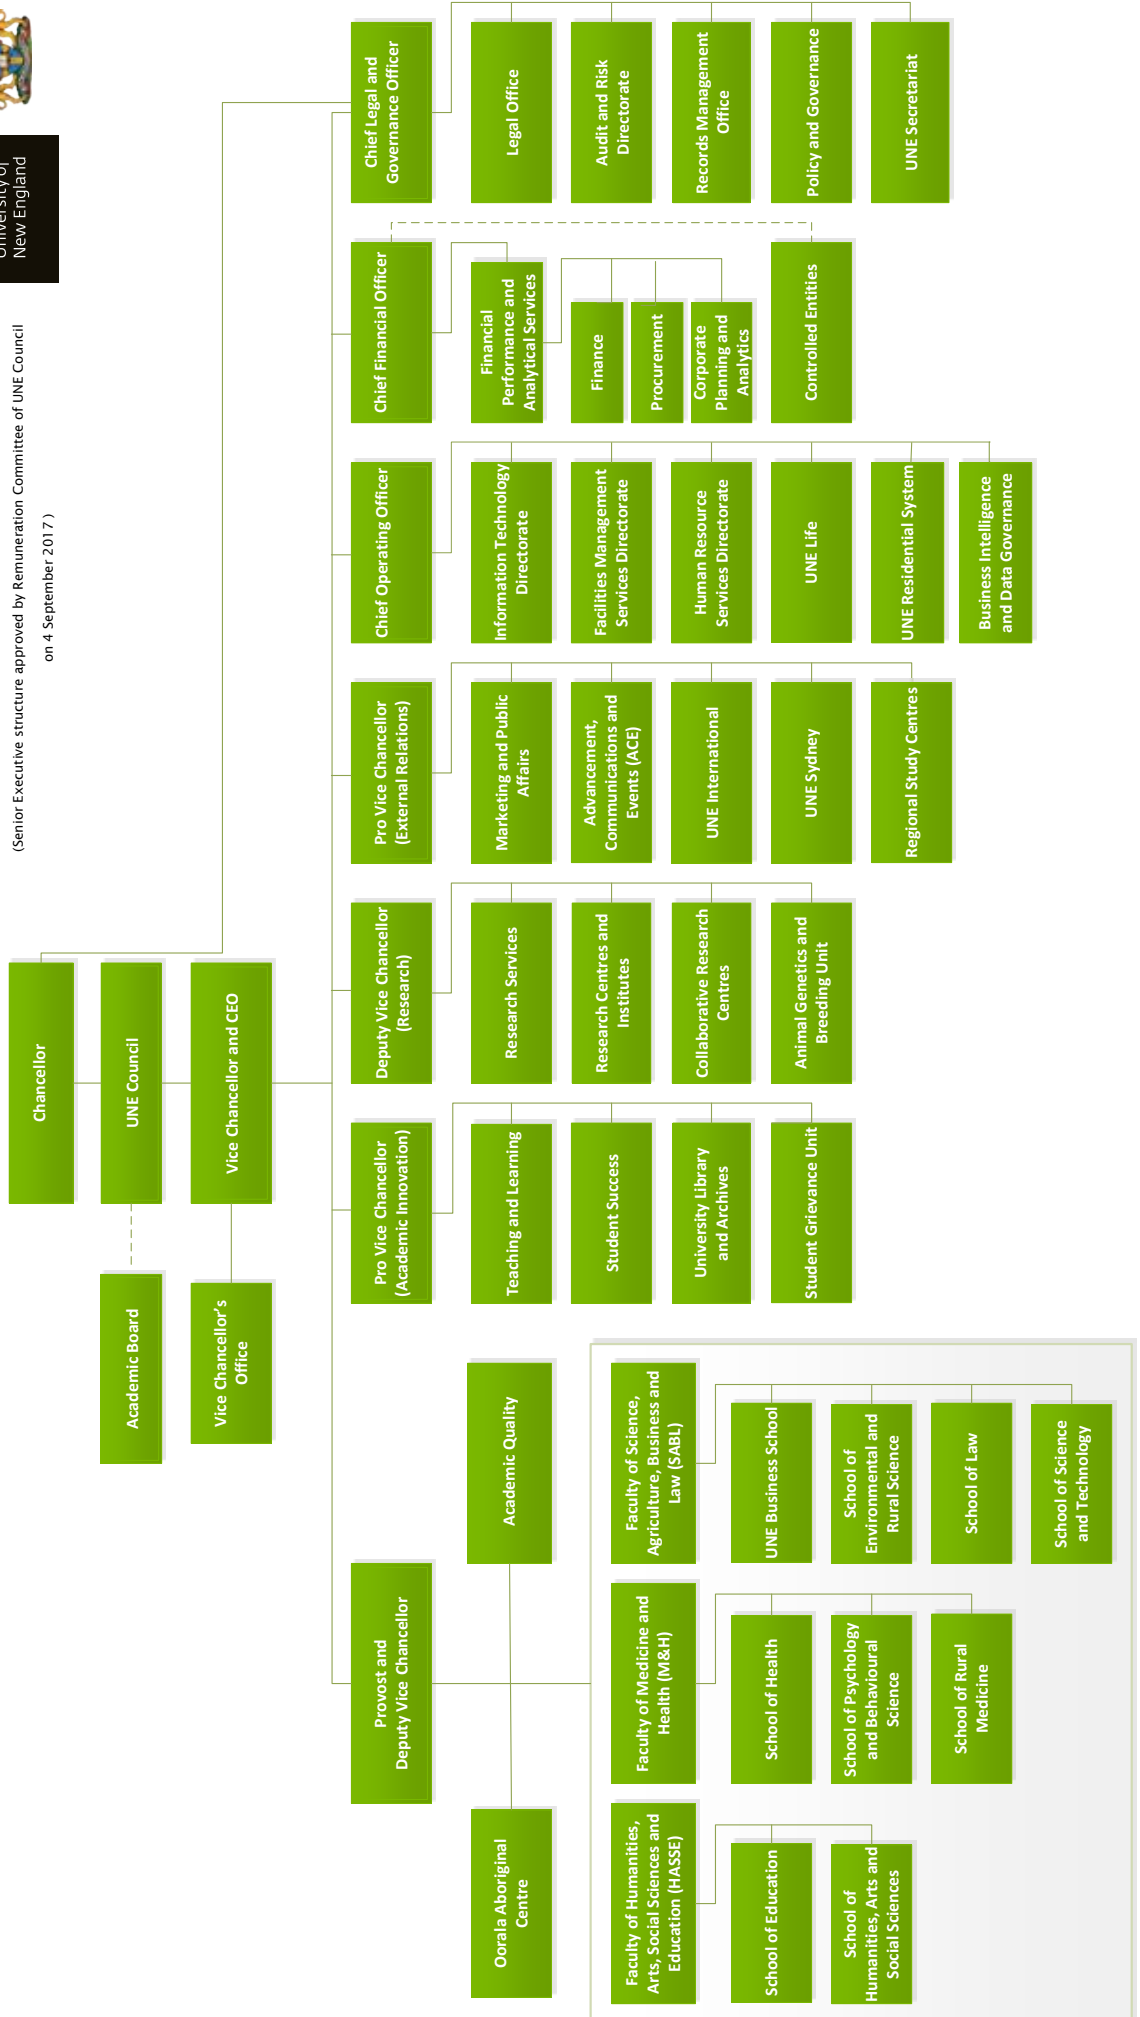 (Senior Executive structure approved by Remuneration Committee of UNE Council
on 4 September 2017 )
University of
New England
Chancellor
Academic Board
UNE Council
Vice Chancellor's
Office
Vice Chancellor and CEO
Provost and
Deputy Vice Chancellor
Oorala Aboriginal
Centre
Academic Quality
Faculty of Humanities,
Arts, Social Sciences and
Education (HASSE)
School of Education
School of
Humanities, Arts and
Social Sciences
Faculty of Medicine and
Health (M&H)
School of Health
School of Psychology
and Behavioural
Science
School of Rural
Medicine
Faculty of Science,
Agriculture, Business and
Law (SABL)
UNE Business School
School of
Environmental and
Rural Science
School of Law
School of Science
and Technology
Pro Vice Chancellor
(Academic Innovation)
Teaching and Learning
Student Success
University Library
and Archives
Student Grievance Unit
Deputy Vice Chancellor
(Research)
Research Services
Research Centres and
Institutes
Collaborative Research
Centres
Animal Genetics and
Breeding Unit
Pro Vice Chancellor
(External Relations)
Marketing and Public
Affairs
Advancement,
Communications and
Events (ACE)
UNE International
UNE Sydney
Regional Study Centres
Chief Operating Officer
Information Technology
Directorate
Facilities Management
Services Directorate
Human Resource
Services Directorate
UNE Life
UNE Residential System
Business Intelligence
and Data Governance
Chief Financial Officer
Financial
Performance and
Analytical Services
Finance
Procurement
Corporate
Planning and
Analytics
Controlled Entities
Chief Legal and
Governance Officer
Legal Office
Audit and Risk
Directorate
Records Management
Office
Policy and Governance
UNE Secretariat